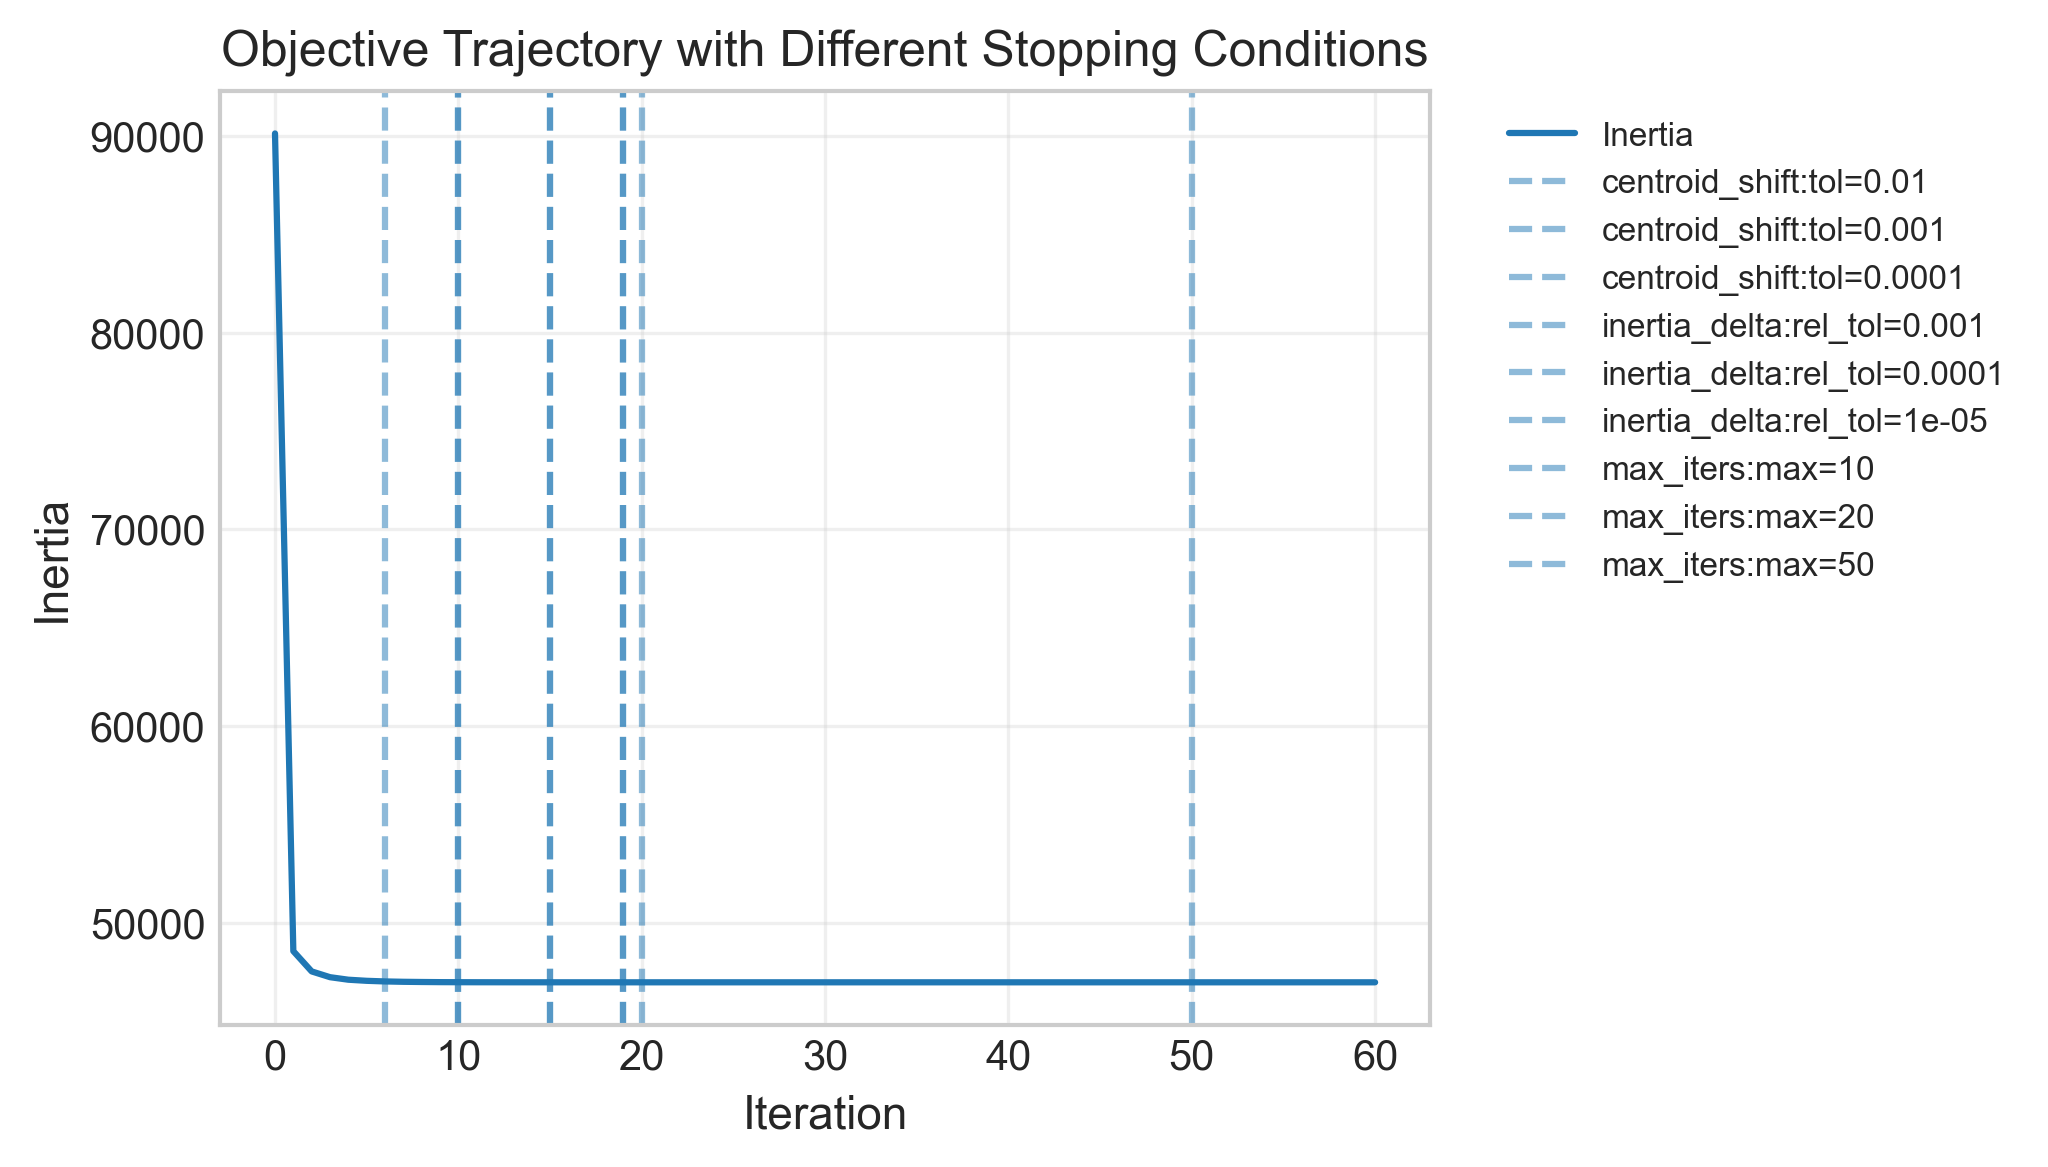 Objective Trajectory with Different Stopping Conditions
90000
80000
70000
60000
50000
Inertia
0 10 20 30 40 50 60
Iteration
Inertia
centroid_shift:tol=0.01
centroid_shift:tol=0.001
centroid_shift:tol=0.0001
inertia_delta:rel_tol=0.001
inertia_delta:rel_tol=0.0001
inertia_delta:rel_tol=1e-05
max_iters:max=10
max_iters:max=20
max_iters:max=50